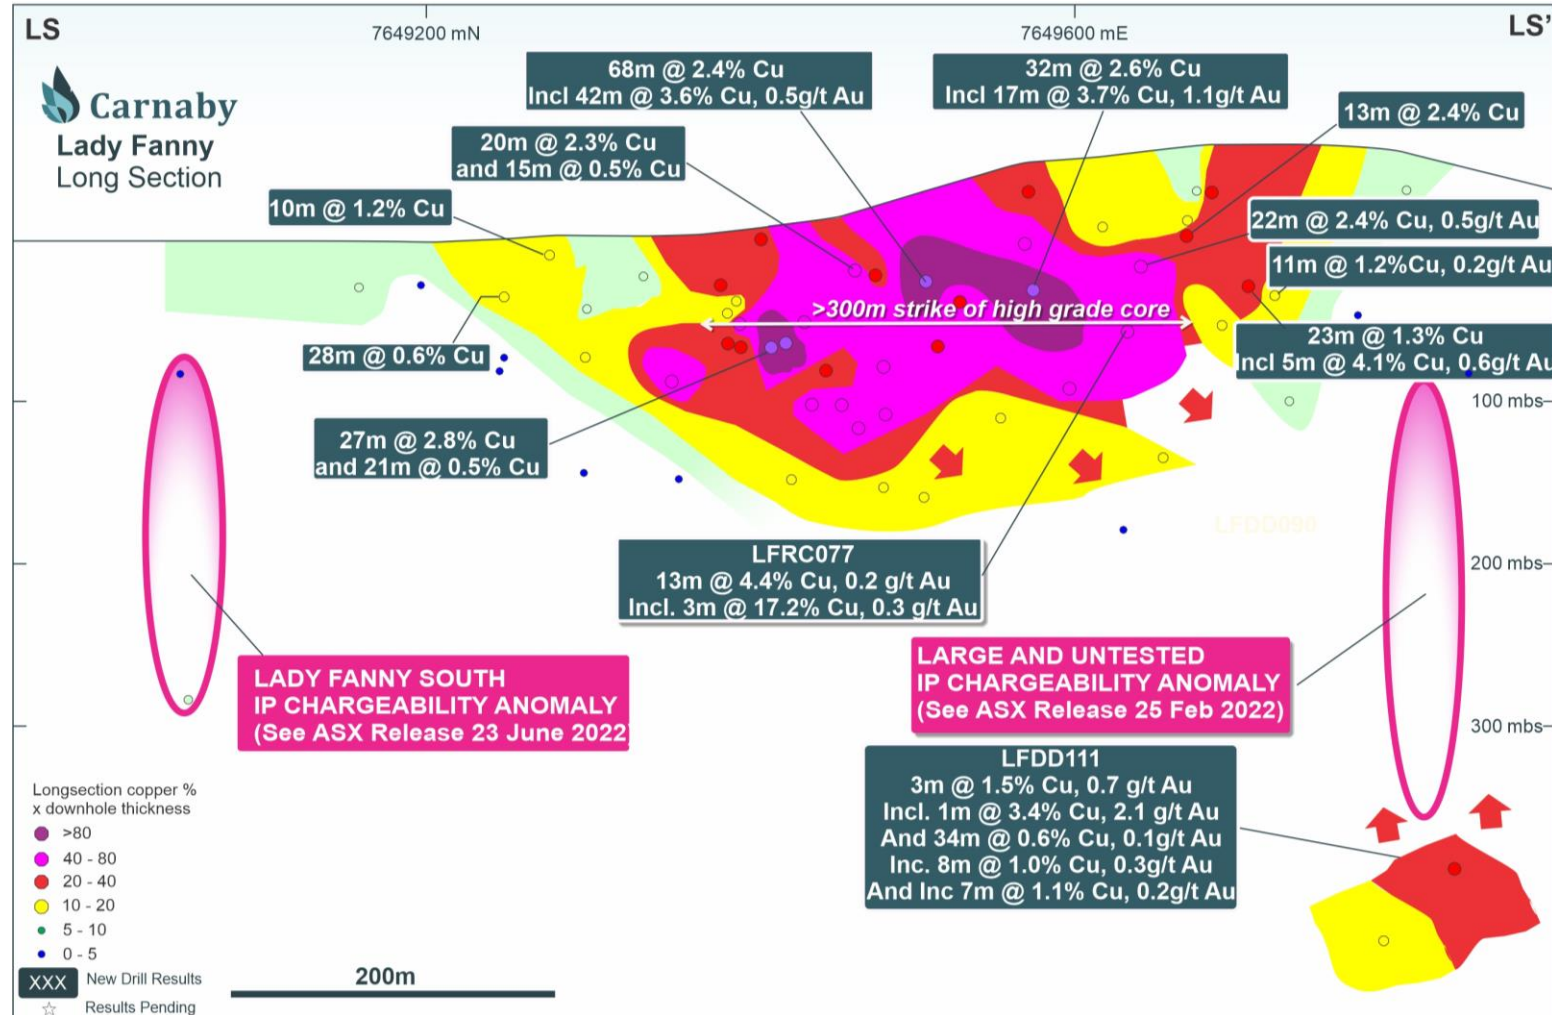 LS
7649200 mN
7649600 mE
LS'
Carnaby
Lady Fanny
Long Section
68m @ 2.4% Cu
Incl 42m @ 3.6% Cu, 0.5g/t Au
32m @ 2.6% Cu
Incl 17m @ 3.7% Cu, 1.1g/t Au
13m @ 2.4% Cu
20m @ 2.3% Cu
and 15m @ 0.5% Cu
10m @ 1.2% Cu
22m @ 2.4% Cu, 0.5g/t Au
11m @ 1.2%Cu, 0.2g/t Au
>300m strike of high grade core
23m @ 1.3% Cu
Incl 5m @ 4.1% Cu, 0.6g/t Au
28m @ 0.6% Cu
100 mbs
27m @ 2.8% Cu
and 21m @ 0.5% Cu
LFDD090
LFRC077
13m @ 4.4% Cu, 0.2 g/t Au
Incl. 3m @ 17.2% Cu, 0.3 g/t Au
200 mbs
LADY FANNY SOUTH
IP CHARGEABILITY ANOMALY
(See ASX Release 23 June 2022)
LARGE AND UNTESTED
IP CHARGEABILITY ANOMALY
(See ASX Release 25 Feb 2022)
300 mbs
LFDD111
3m @ 1.5% Cu, 0.7 g/t Au
Incl. 1m @ 3.4% Cu, 2.1 g/t Au
And 34m @ 0.6% Cu, 0.1g/t Au
Inc. 8m @ 1.0% Cu, 0.3g/t Au
And Inc 7m @ 1.1% Cu, 0.2g/t Au
Longsection copper %
x downhole thickness
>80
40 - 80
20 - 40
10 - 20
5 - 10
0 - 5
XXX New Drill Results
Results Pending
200m